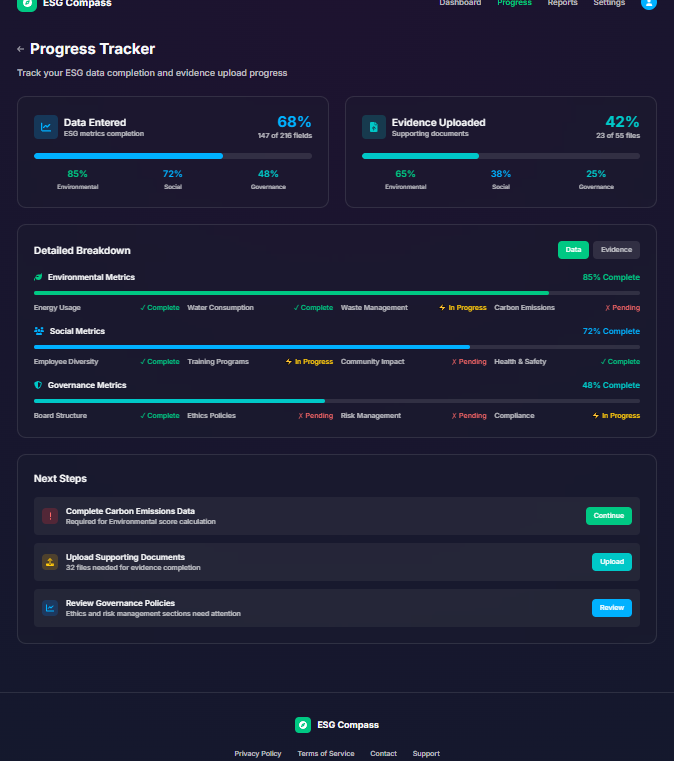 ESG Compass
Dashboard Progress Reports Settings
← Progress Tracker
Track your ESG data completion and evidence upload progress
Data Entered
ESG metrics completion
68%
147 of 216 fields
85% 72% 48%
Environmental Social Governance
Evidence Uploaded
Supporting documents
42%
23 of 55 files
65% 38% 25%
Environmental Social Governance
Detailed Breakdown
Data Evidence
Environmental Metrics 85% Complete
Energy Usage ✓ Complete Water Consumption ✓ Complete Waste Management In Progress Carbon Emissions ✗ Pending
Social Metrics 72% Complete
Employee Diversity ✓ Complete Training Programs In Progress Community Impact ✗ Pending Health & Safety ✓ Complete
Governance Metrics 48% Complete
Board Structure ✓ Complete Ethics Policies ✗ Pending Risk Management ✗ Pending Compliance In Progress
Next Steps
Complete Carbon Emissions Data
Required for Environmental score calculation
Continue
Upload Supporting Documents
32 files needed for evidence completion
Upload
Review Governance Policies
Ethics and risk management sections need attention
Review
ESG Compass
Privacy Policy Terms of Service Contact Support